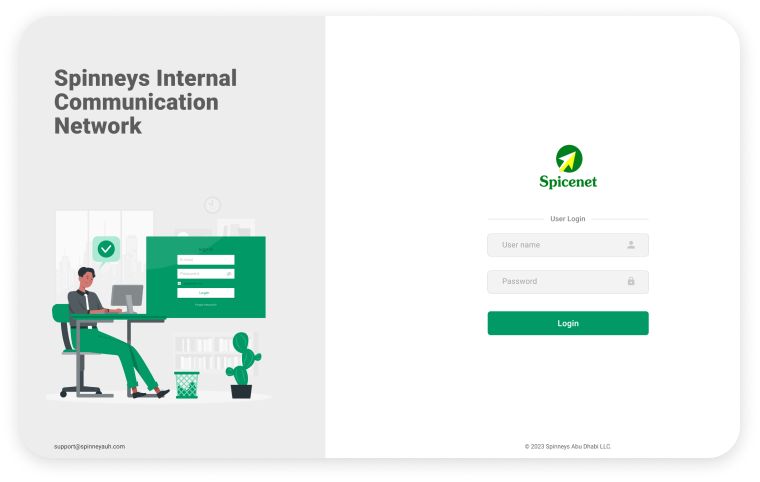 Spinneys Internal
Communication
Network
Password
Login
support@spinneysuh.com
Spicenet
User Login
User name
Password
Login
© 2023 Spinneys Abu Dhabi LLC.